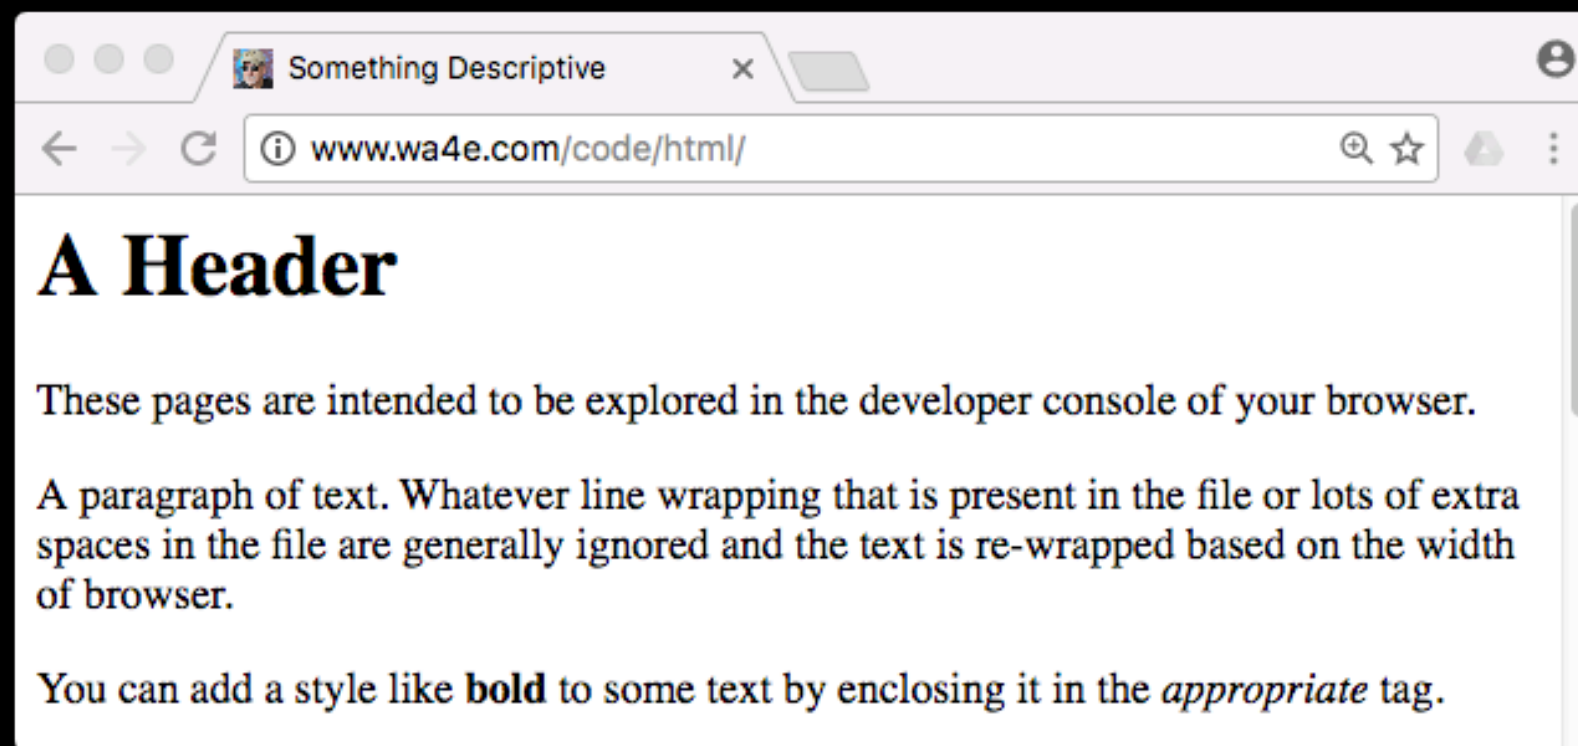 Something Descriptive
www.wa4e.com/code/html/
A Header
These pages are intended to be explored in the developer console of your browser.
A paragraph of text. Whatever line wrapping that is present in the file or lots of extra
spaces in the file are generally ignored and the text is re-wrapped based on the width
of browser.
You can add a style like bold to some text by enclosing it in the appropriate tag.